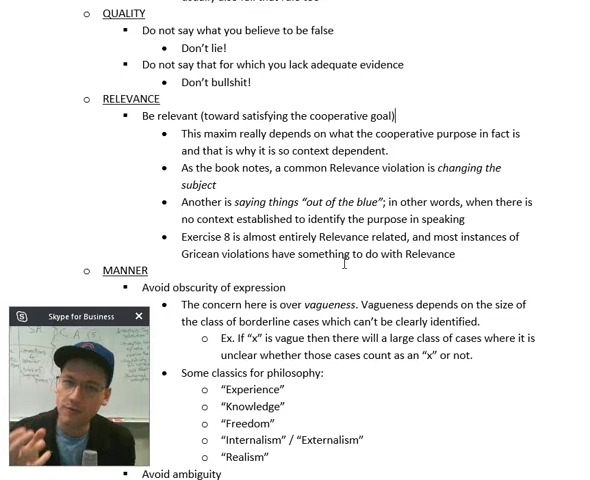 QUALITY
Do not say what you believe to be false
Don't lie!
Do not say that for which you lack adequate evidence
Don't bullshit!
RELEVANCE
Be relevant (toward satisfying the cooperative goal)
This maxim really depends on what the cooperative purpose in fact is
and that is why it is so context dependent.
As the book notes, a common Relevance violation is changing the
subject
Another is saying things "out of the blue"; in other words, when there is
no context established to identify the purpose in speaking
Exercise 8 is almost entirely Relevance related, and most instances of
Gricean violations have something to do with Relevance
MANNER
Avoid obscurity of expression
The concern here is over vagueness. Vagueness depends on the size of
the class of borderline cases which can't be clearly identified.
Ex. If "x" is vague then there will a large class of cases where it is
unclear whether those cases count as an "x" or not.
Some classics for philosophy:
"Experience"
"Knowledge"
"Freedom"
"Internalism" / "Externalism"
"Realism"
Avoid ambiguity
Skype for Business